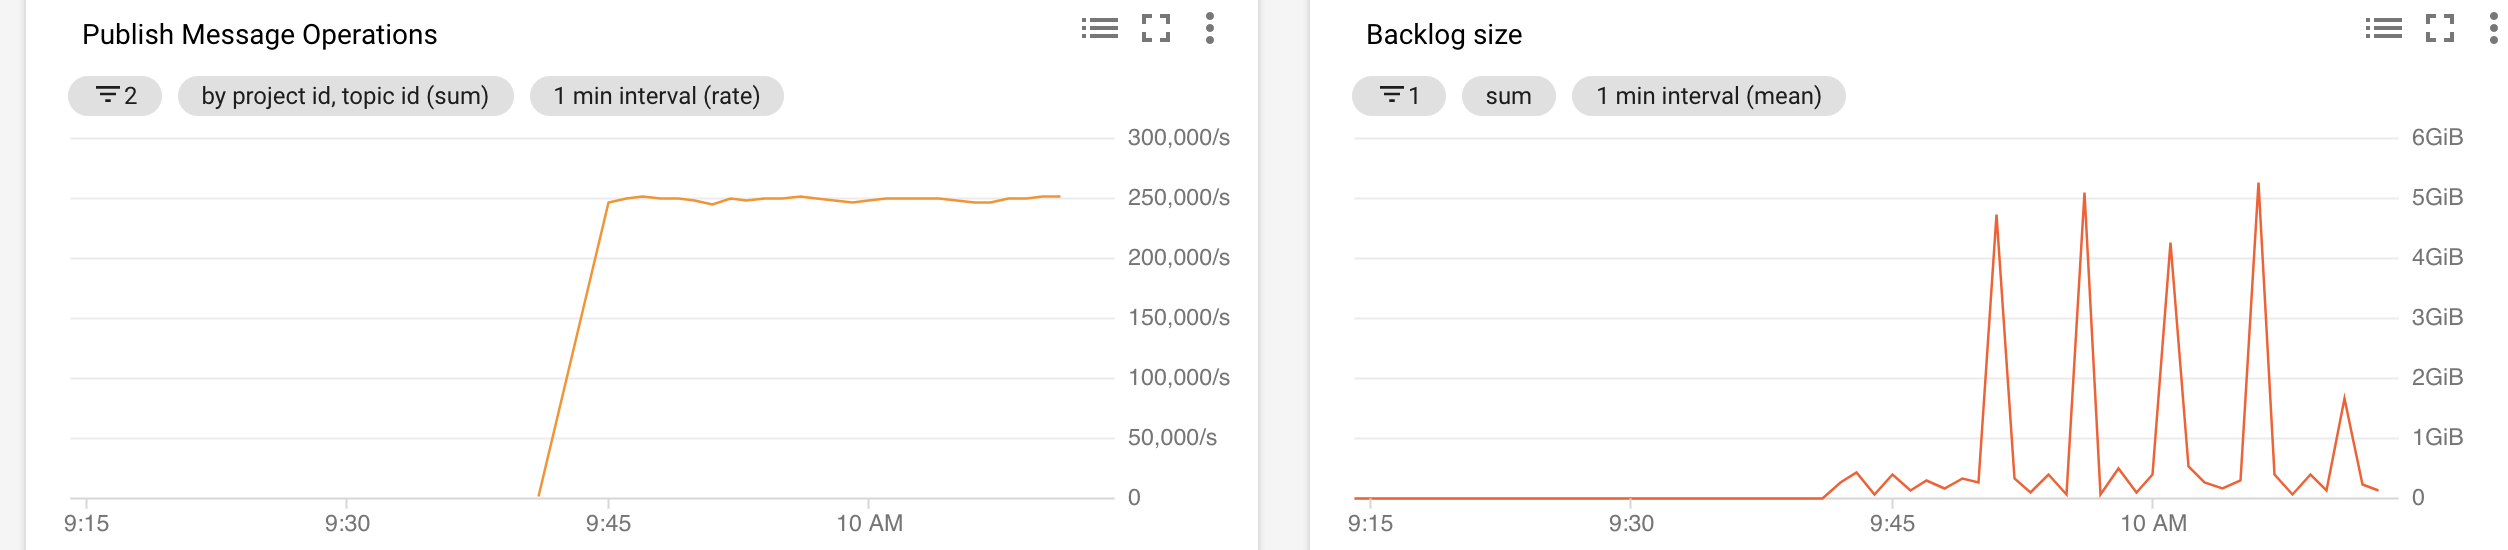 Publish Message Operations
2
by project id, topic id (sum)
1 min interval (rate)
300,000/s
250,000/s
200,000/s
150,000/s
100,000/s
50,000/s
0
9:15
9:30
9:45
10 AM
Backlog size
1
sum
1 min interval (mean)
6GiB
5GiB
4GiB
3GiB
2GiB
1GiB
0
9:15
9:30
9:45
10 AM